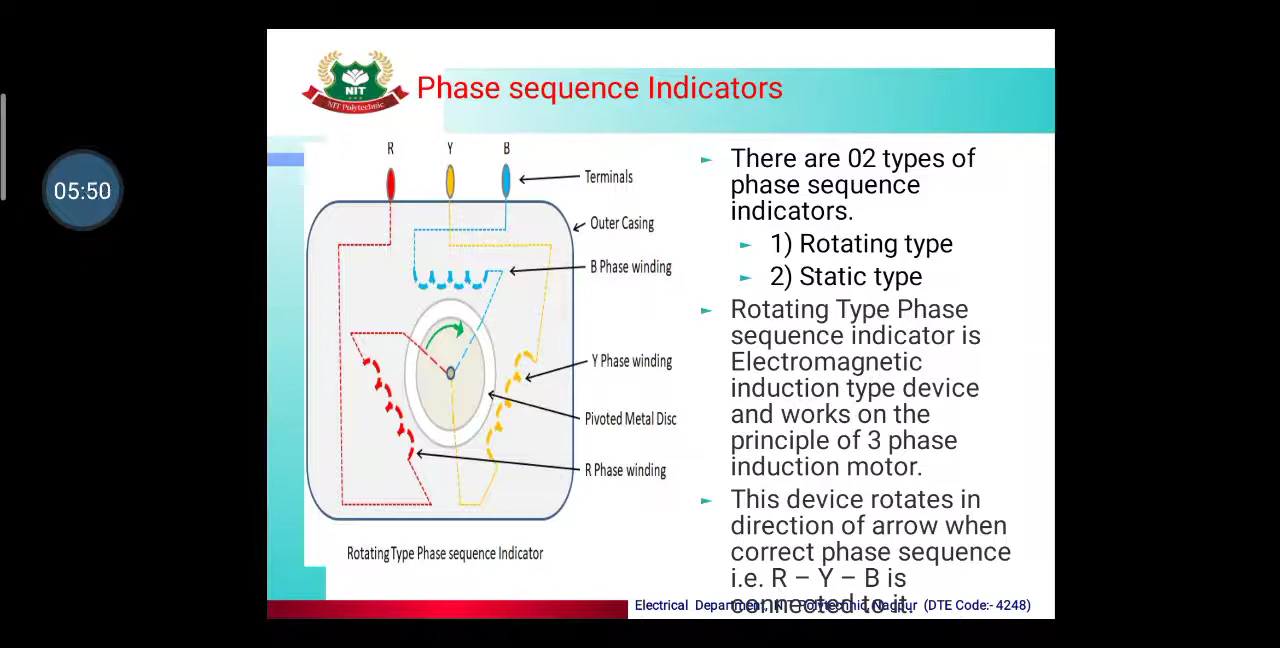 05:50
NIT
NIT Polytechnic
Phase sequence Indicators
R Y B
Terminals
Outer Casing
B Phase winding
Y Phase winding
Pivoted Metal Disc
R Phase winding
Rotating Type Phase sequence Indicator
► There are 02 types of
phase sequence
indicators.
► 1) Rotating type
► 2) Static type
► Rotating Type Phase
sequence indicator is
Electromagnetic
induction type device
and works on the
principle of 3 phase
induction motor.
► This device rotates in
direction of arrow when
correct phase sequence
i.e. R – Y – B is
connected to it.
Electrical Department, NIT Polytechnic, Nagpur (DTE Code:- 4248)